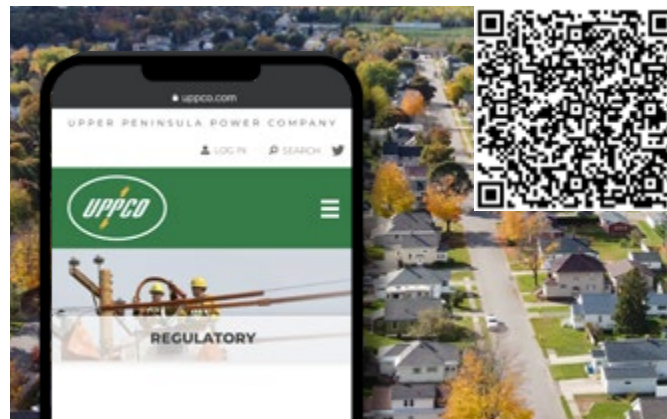 uppco.com
UPPER PENINSULA POWER COMPANY
LOG IN SEARCH
UPPCO
REGULATORY